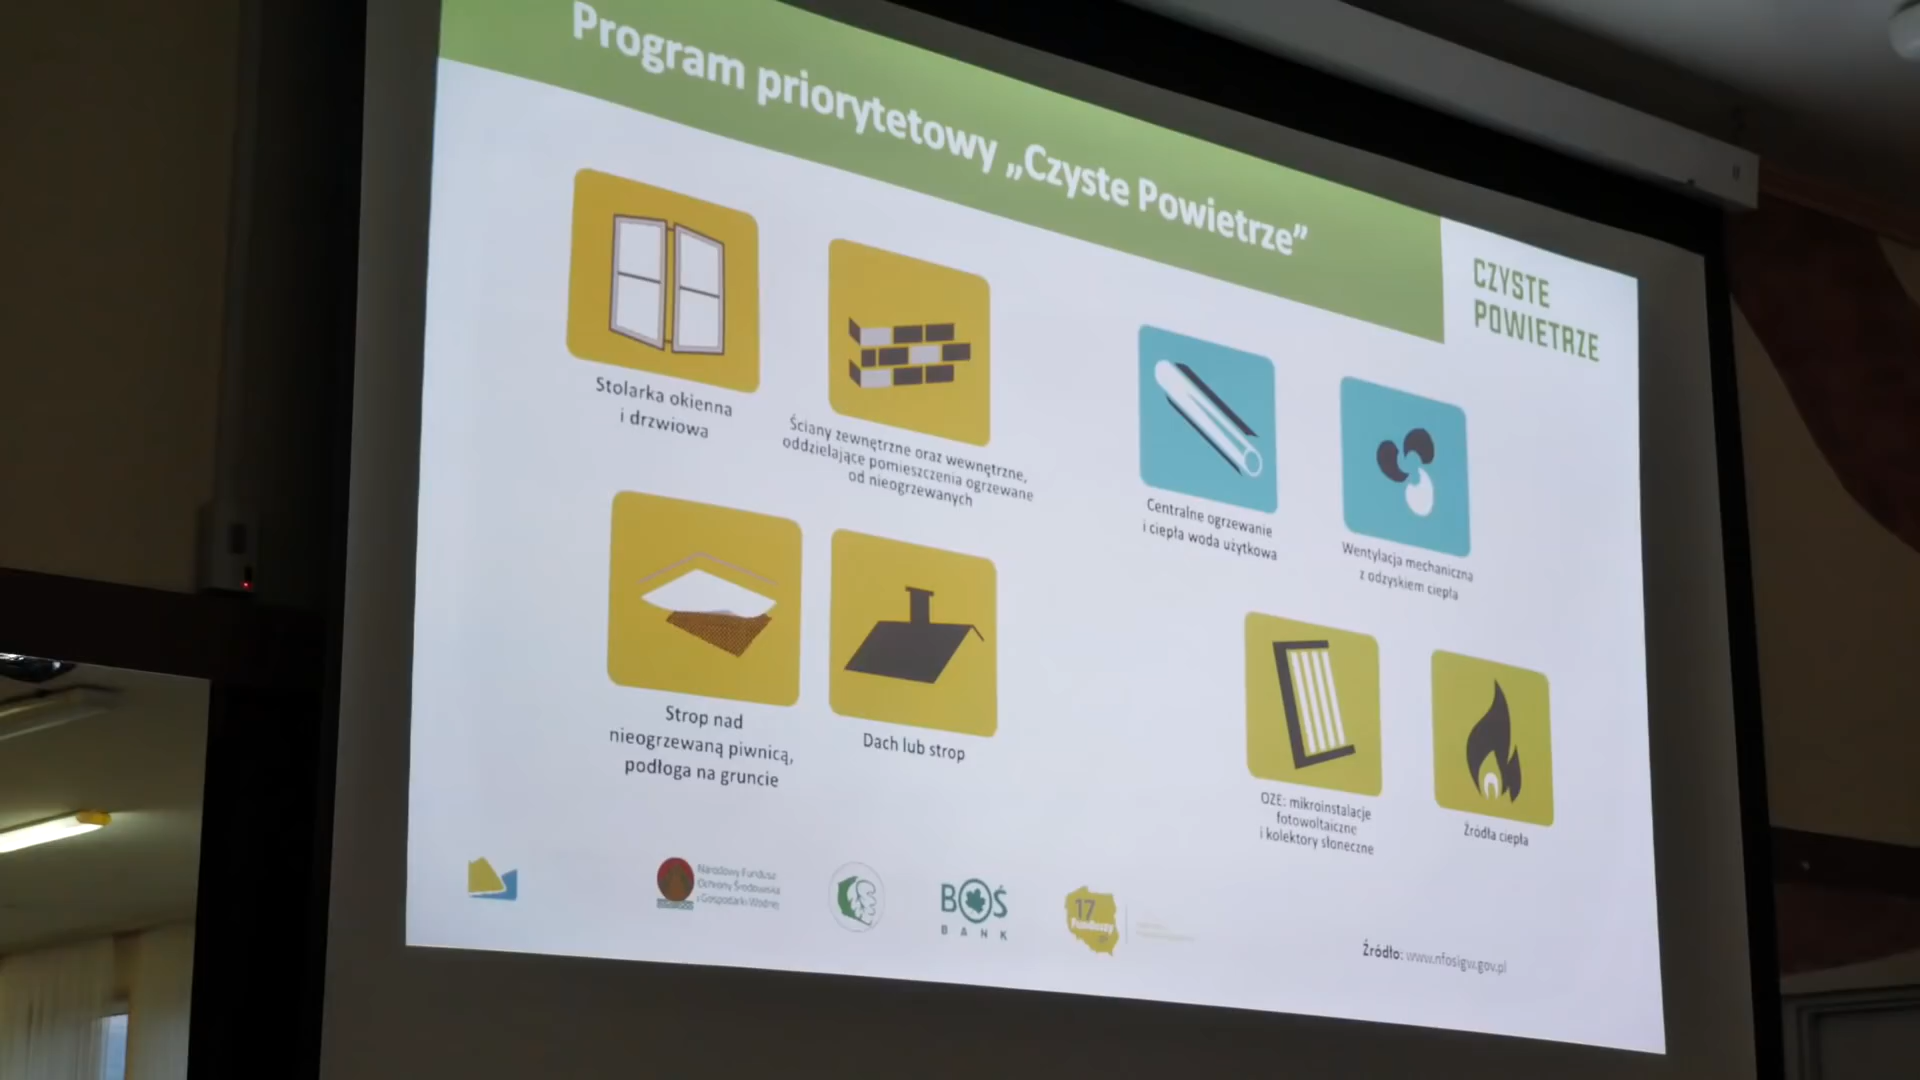 Program priorytetowy „Czyste Powietrze”
CZYSTE
POWIETRZE
Stolarka okienna
i drzwiowa
Ściany zewnętrzne oraz wewnętrzne,
oddzielające pomieszczenia ogrzewane
od nieogrzewanych
Centralne ogrzewanie
i ciepła woda użytkowa
Wentylacja mechaniczna
z odzyskiem ciepła
Strop nad
nieogrzewaną piwnicą,
podłoga na gruncie
Dach lub strop
OZE: mikroinstalacje
fotowoltaiczne
i kolektory słoneczne
Źródła ciepła
Narodowy Fundusz
Ochrony Środowiska
i Gospodarki Wodnej
BOŚ
BANK
17
Funduszy
Źródło: www.nfosigw.gov.pl